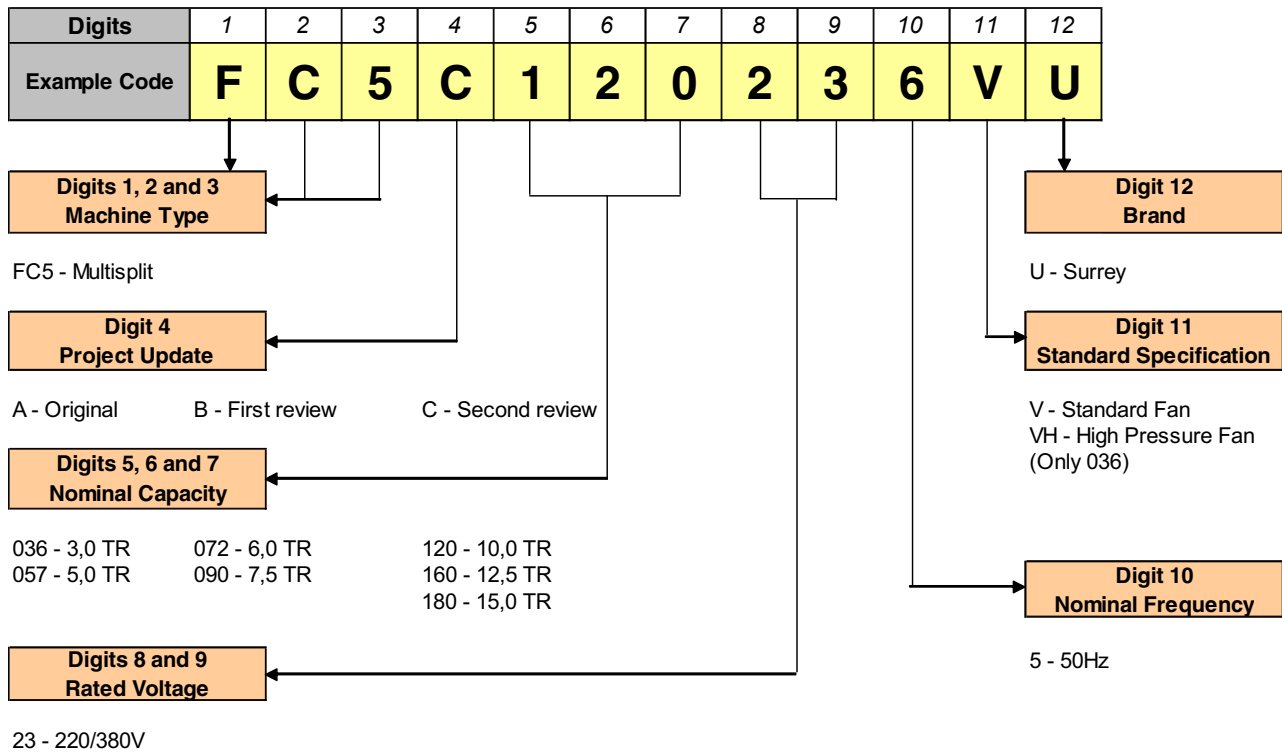 Digits 1 2 3 4 5 6 7 8 9 10 11 12
Example Code F C 5 C 1 2 0 2 3 6 V U
Digits 1, 2 and 3
Machine Type
FC5 - Multisplit
Digit 12
Brand
U - Surrey
Digit 4
Project Update
A - Original B - First review C - Second review
Digit 11
Standard Specification
V - Standard Fan
VH - High Pressure Fan
(Only 036)
Digits 5, 6 and 7
Nominal Capacity
036 - 3,0 TR 072 - 6,0 TR 120 - 10,0 TR
057 - 5,0 TR 090 - 7,5 TR 160 - 12,5 TR
180 - 15,0 TR
Digit 10
Nominal Frequency
5 - 50Hz
Digits 8 and 9
Rated Voltage
23 - 220/380V